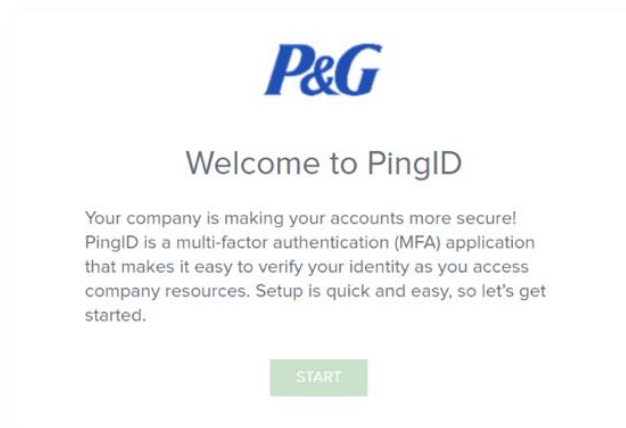 P&G
Welcome to PingID
Your company is making your accounts more secure!
PingID is a multi-factor authentication (MFA) application
that makes it easy to verify your identity as you access
company resources. Setup is quick and easy, so let's get
started.
START